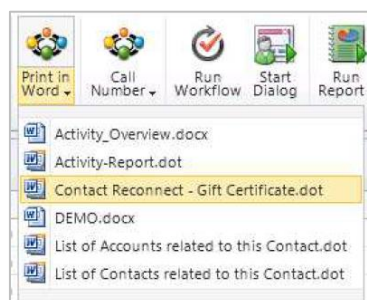 Print in Word
Call Number
Run Workflow
Start Dialog
Run Report
Activity_Overview.docx
Activity-Report.dot
Contact Reconnect - Gift Certificate.dot
DEMO.docx
List of Accounts related to this Contact.dot
List of Contacts related to this Contact.dot